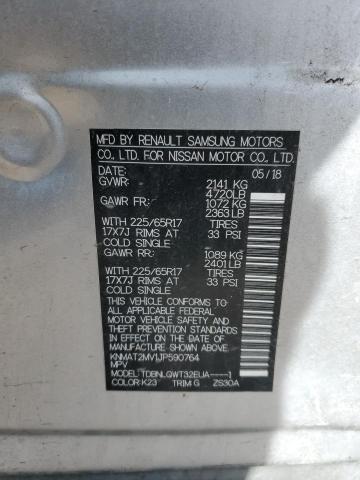 MFD BY RENAULT SAMSUNG MOTORS
CO., LTD. FOR NISSAN MOTOR CO., LTD.
DATE: 05/18
GVWR: 2141 KG
4720LB
GAWR FR: 1072 KG
2363 LB
WITH 225/65R17 TIRES
17X7J RIMS AT 33 PSI
COLD SINGLE
GAWR RR: 1089 KG
2401 LB
WITH 225/65R17 TIRES
17X7J RIMS AT 33 PSI
COLD SINGLE
THIS VEHICLE CONFORMS TO
ALL APPLICABLE FEDERAL
MOTOR VEHICLE SAFETY AND
THEFT PREVENTION STANDARDS
IN EFFECT ON THE DATE OF
MANUFACTURE SHOWN ABOVE.
KNMAT2MV1JP590764
MPV
MODEL: TDBNLQWT32EUA----1
COLOR: K23 TRIM: G ZS30A